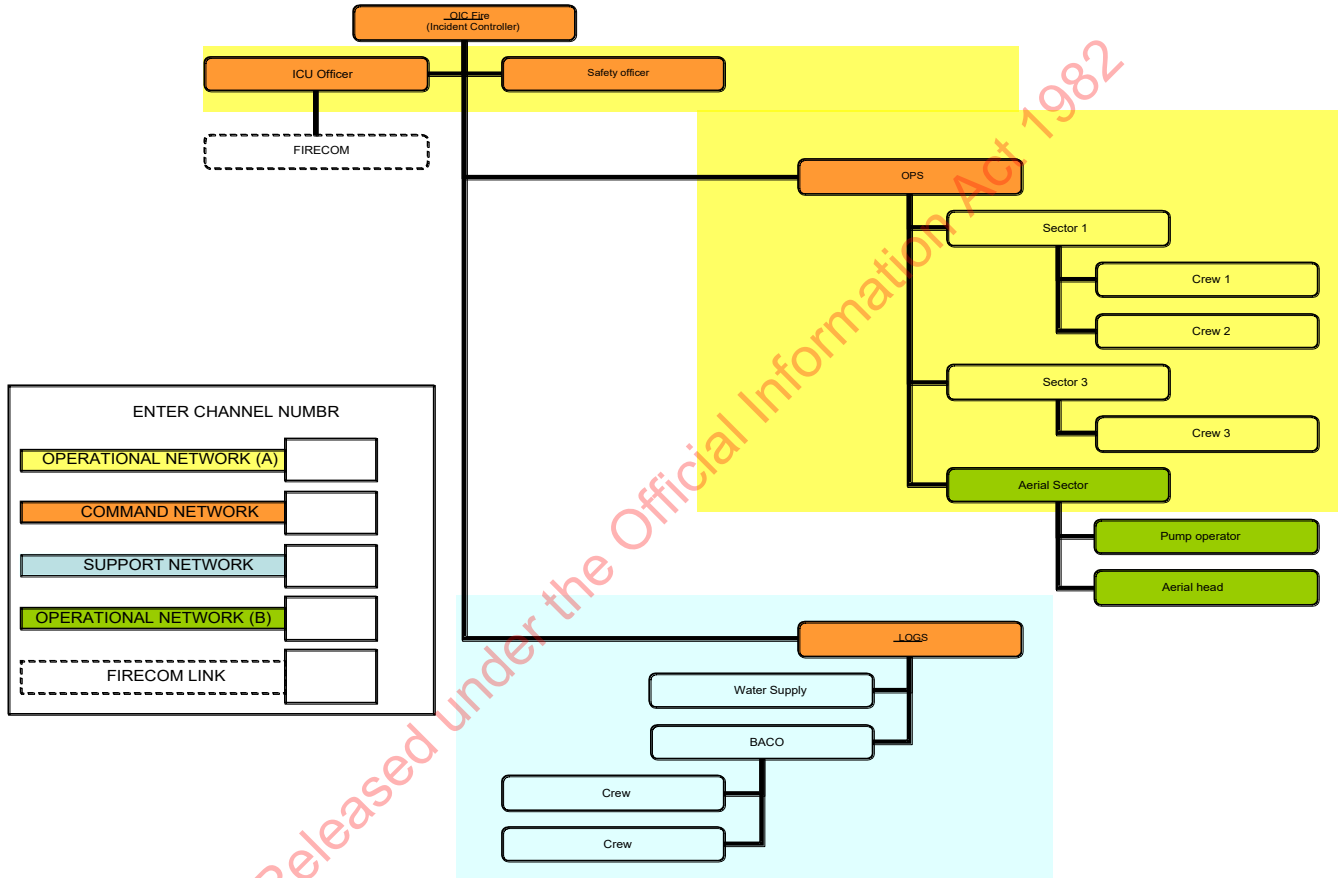 OIC Fire
(Incident Controller)
ICU Officer
Safety officer
FIRECOM
OPS
Sector 1
Crew 1
Crew 2
Sector 3
Crew 3
Aerial Sector
Pump operator
Aerial head
ENTER CHANNEL NUMBR
OPERATIONAL NETWORK (A)
COMMAND NETWORK
SUPPORT NETWORK
OPERATIONAL NETWORK (B)
FIRECOM LINK
LOGS
Water Supply
BACO
Crew
Crew
Released under the Official Information Act 1982